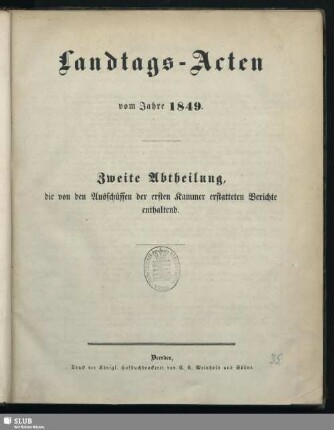 Landtags-Acten
vom Jahre 1849.
Zweite Abtheilung,
die von den Ausschüssen der ersten Kammer erstatteten Berichte
enthaltend.
Dresden,
Druck der Königl. Hofbuchdruckerei von C. C. Meinhold und Söhne.
35
SLUB